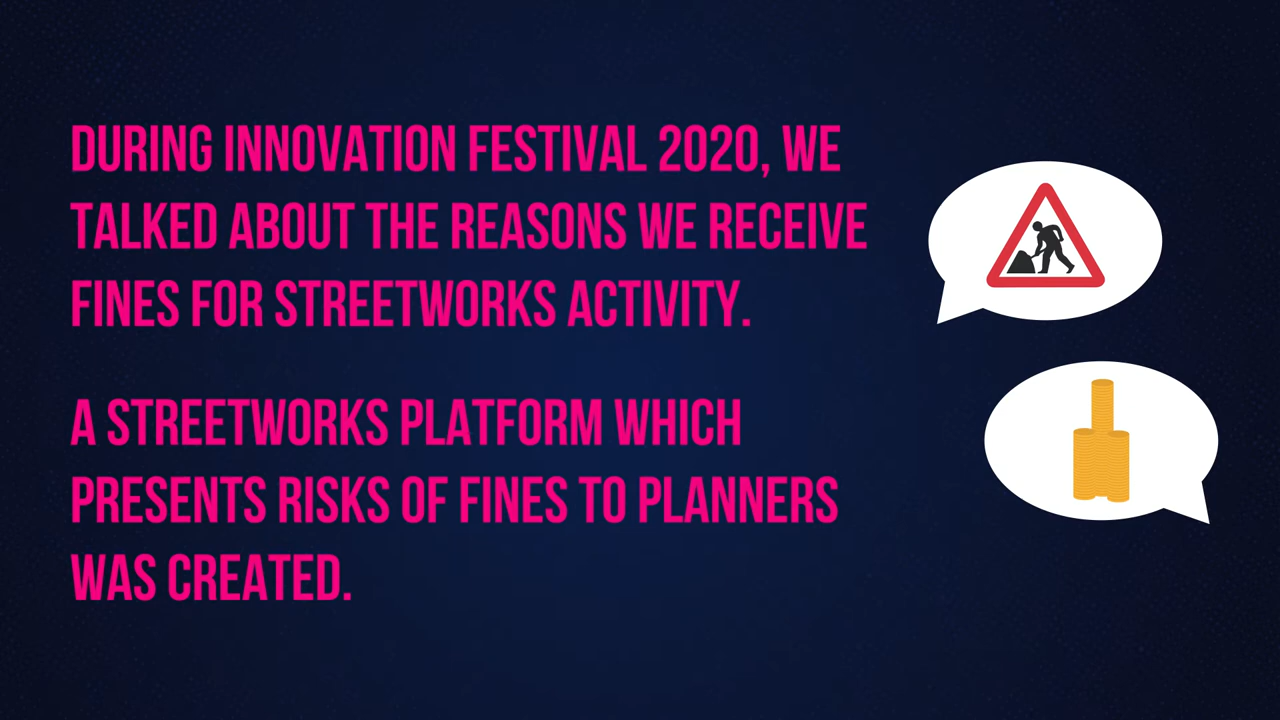 DURING INNOVATION FESTIVAL 2020, WE
TALKED ABOUT THE REASONS WE RECEIVE
FINES FOR STREETWORKS ACTIVITY.
A STREETWORKS PLATFORM WHICH
PRESENTS RISKS OF FINES TO PLANNERS
WAS CREATED.